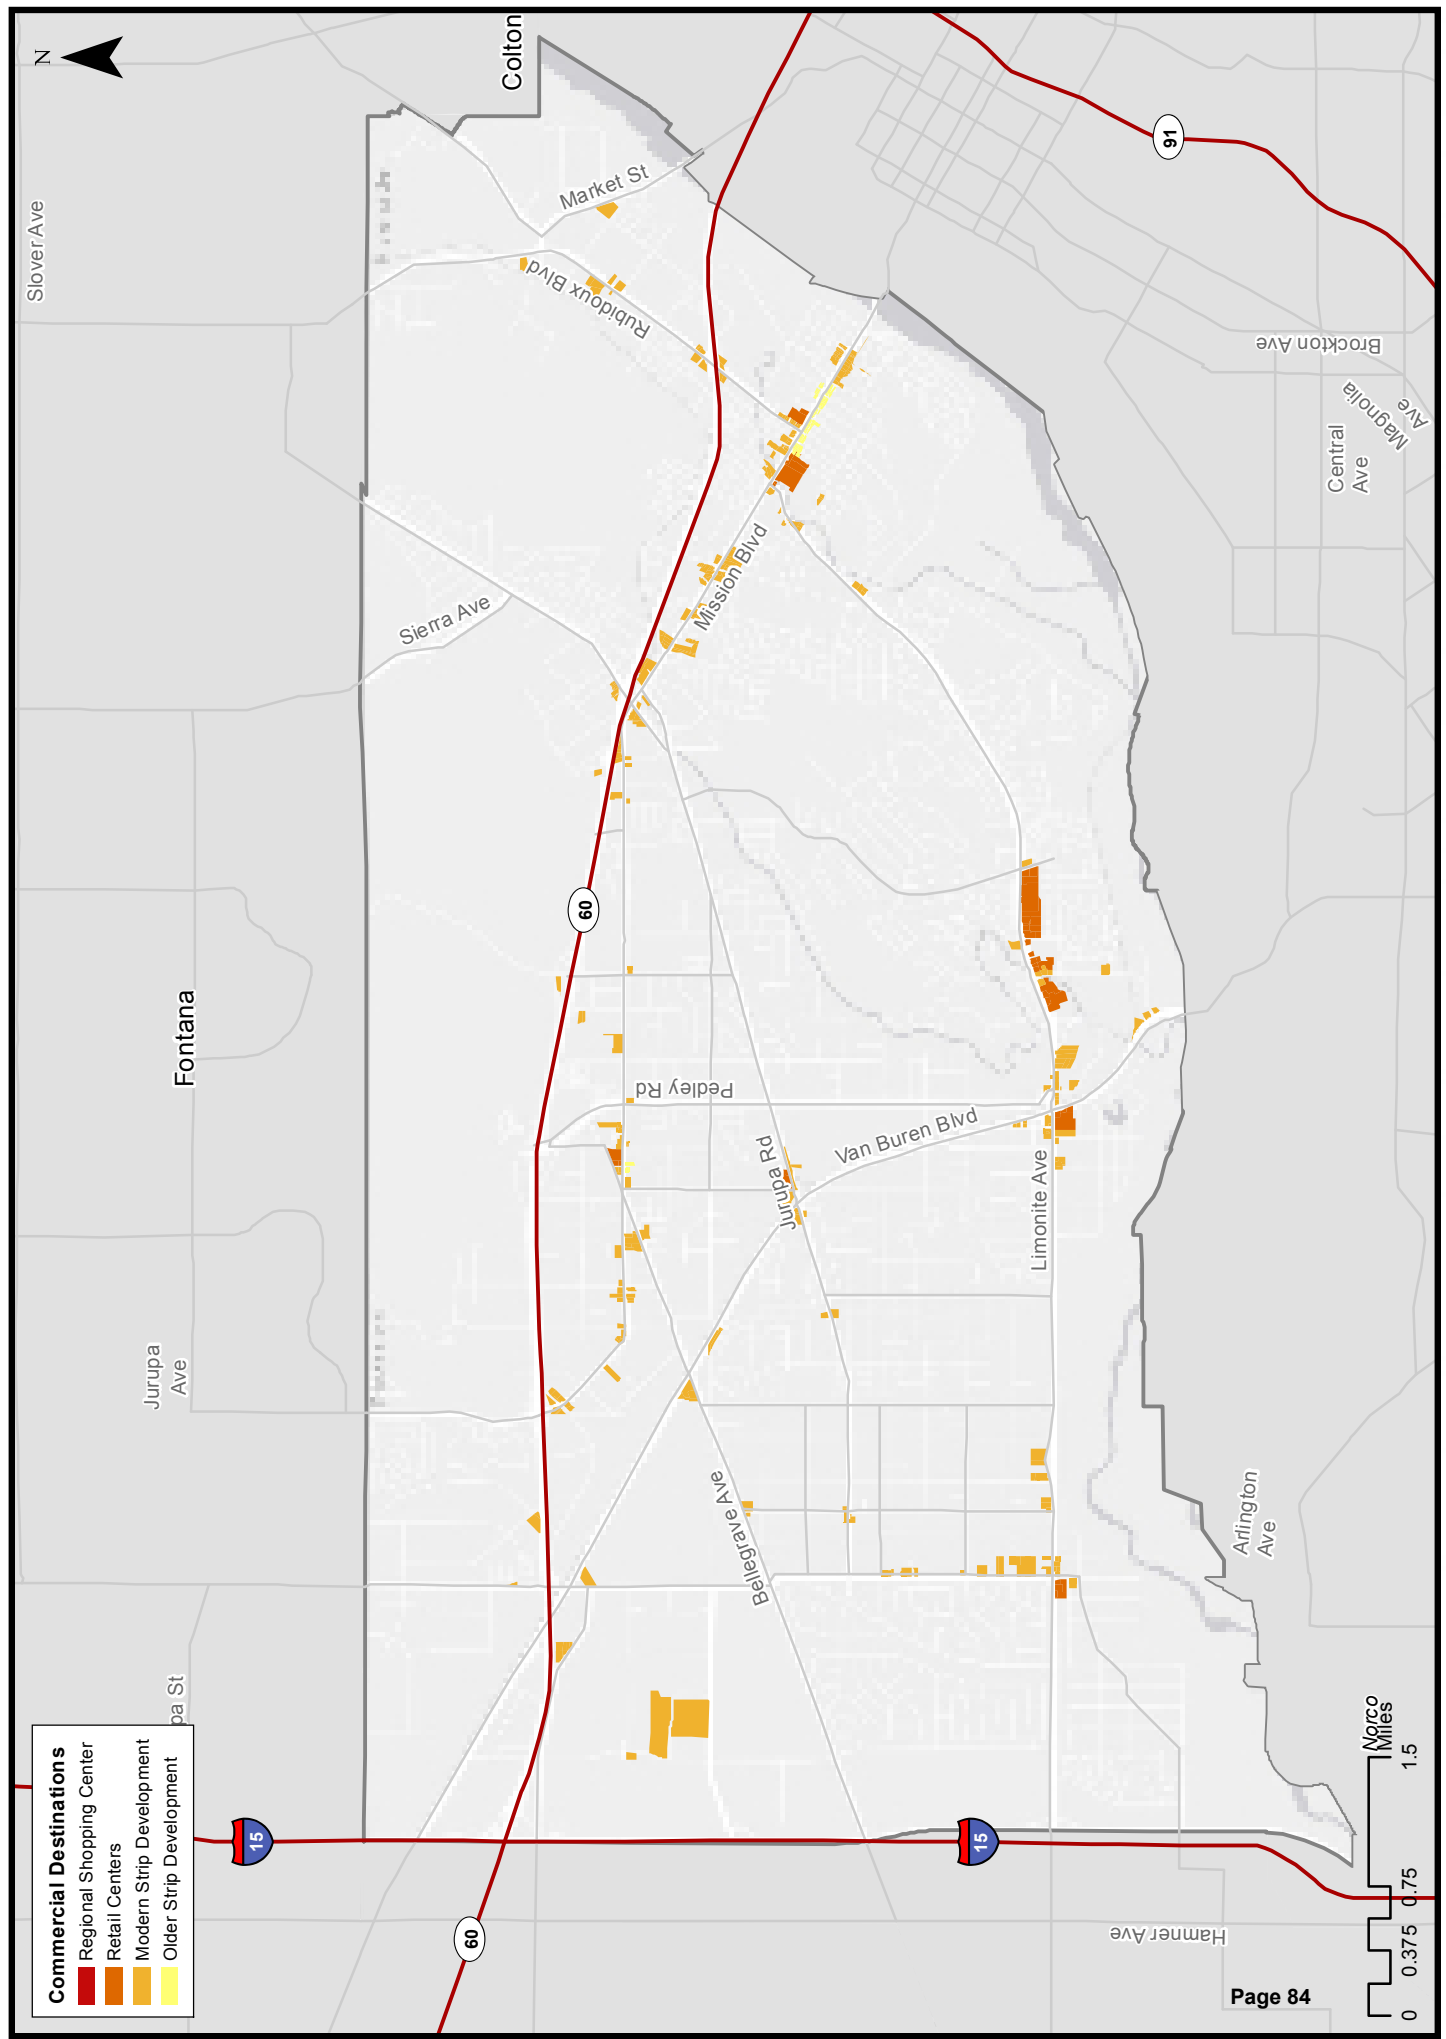 Commercial Destinations
Regional Shopping Center
Retail Centers
Modern Strip Development
Older Strip Development
N
Slover Ave
Colton
Market St
Rubidoux Blvd
91
Brockton Ave
Magnolia
Ave
Central
Ave
Sierra Ave
Mission Blvd
Fontana
60
Pedley Rd
Van Buren Blvd
Jurupa Rd
Limonite Ave
Jurupa
Ave
Bellegrave Ave
Arlington
Ave
pa St
15
15
60
Hamner Ave
Norco
Miles
0 0.375 0.75 1.5
Page 84